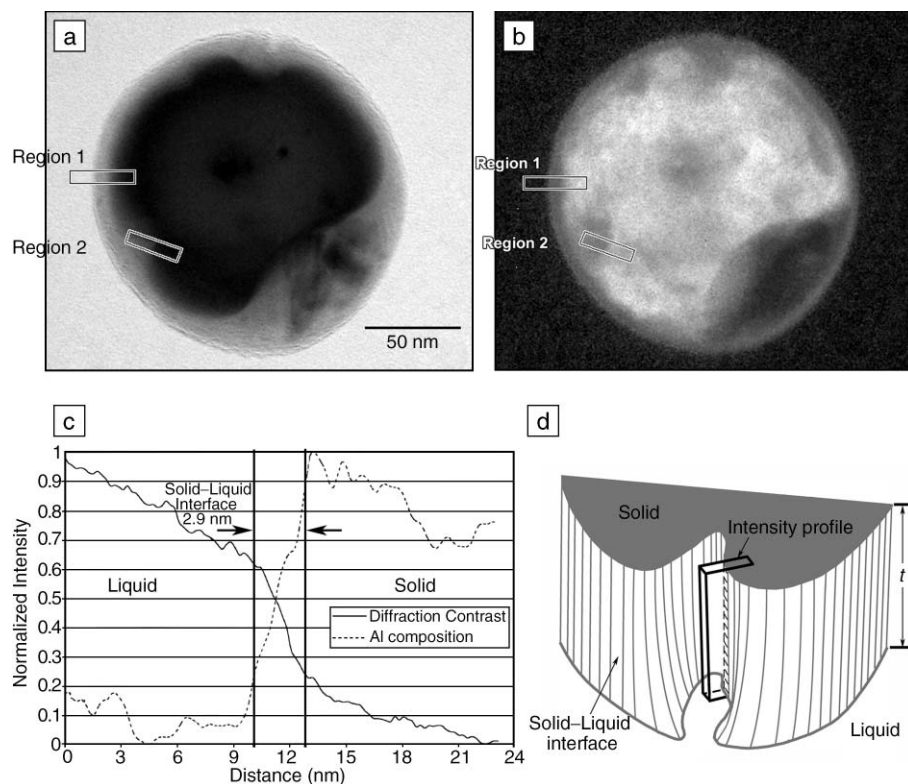 a
Region 1
Region 2
50 nm
b
Region 1
Region 2
c
Normalized Intensity
1
0.9
0.8
0.7
0.6
0.5
0.4
0.3
0.2
0.1
0
Solid–Liquid
Interface
2.9 nm
Liquid
Solid
Diffraction Contrast
Al composition
0 3 6 9 12 15 18 21 24
Distance (nm)
d
Solid
Intensity profile
t
Solid–Liquid
interface
Liquid